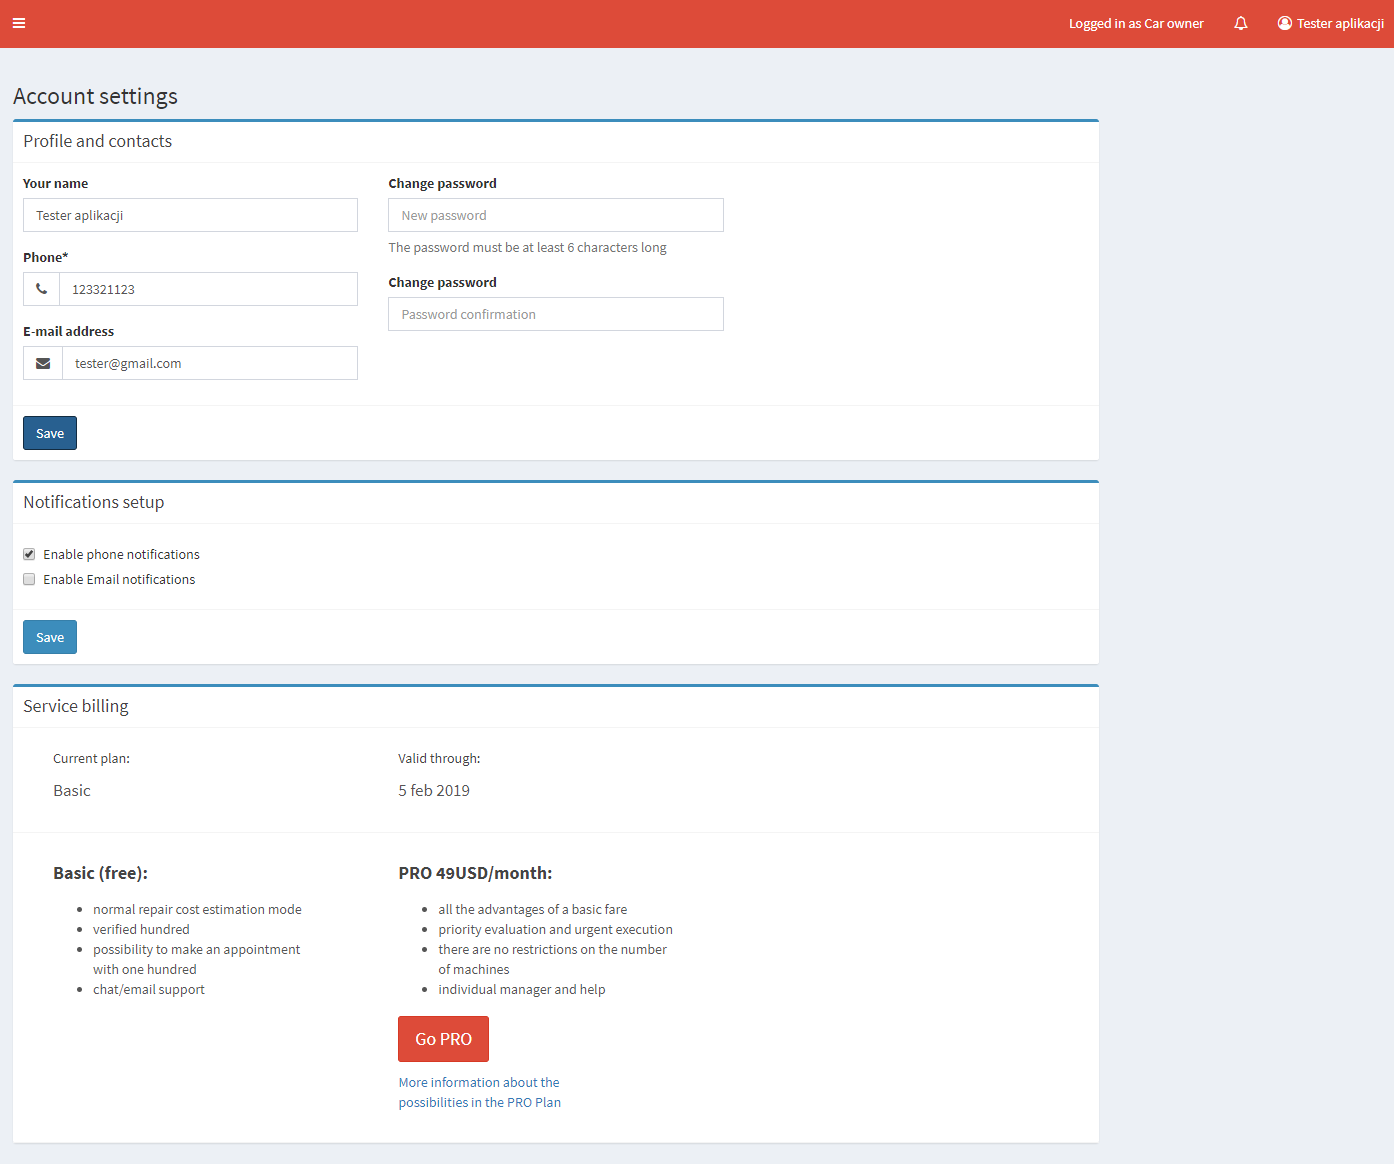 Logged in as Car owner
Tester aplikacji
Account settings
Profile and contacts
Your name
Tester aplikacji
Phone*
123321123
E-mail address
tester@gmail.com
Change password
New password
The password must be at least 6 characters long
Change password
Password confirmation
Save
Notifications setup
Enable phone notifications
Enable Email notifications
Save
Service billing
Current plan:
Basic
Valid through:
5 feb 2019
Basic (free):
normal repair cost estimation mode
verified hundred
possibility to make an appointment
with one hundred
chat/email support
PRO 49USD/month:
all the advantages of a basic fare
priority evaluation and urgent execution
there are no restrictions on the number
of machines
individual manager and help
Go PRO
More information about the
possibilities in the PRO Plan